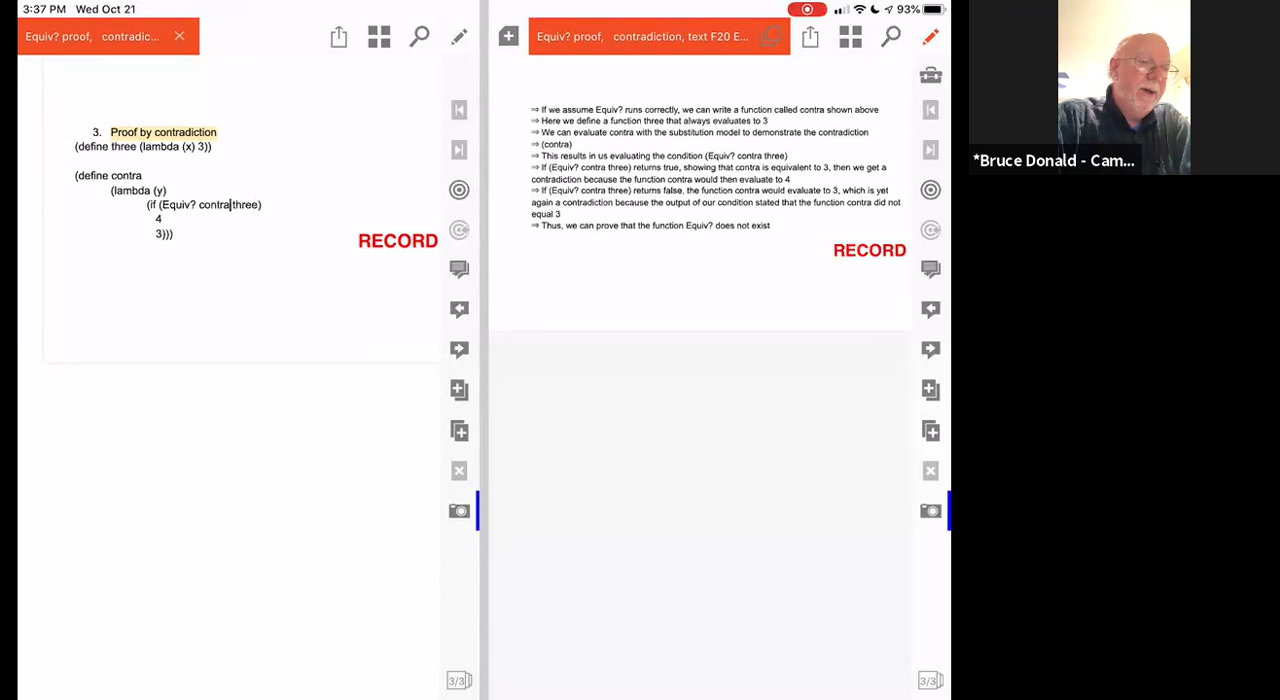 3:37 PM Wed Oct 21
93%
Equiv? proof, contradic...
Equiv? proof, contradiction, text F20 E...
3. Proof by contradiction
(define three (lambda (x) 3))
(define contra
(lambda (y)
(if (Equiv? contra three)
4
3)))
RECORD
3/3
⇒ If we assume Equiv? runs correctly, we can write a function called contra shown above
⇒ Here we define a function three that always evaluates to 3
⇒ We can evaluate contra with the substitution model to demonstrate the contradiction
⇒ (contra)
⇒ This results in us evaluating the condition (Equiv? contra three)
⇒ If (Equiv? contra three) returns true, showing that contra is equivalent to 3, then we get a
contradiction because the function contra would then evaluate to 4
⇒ If (Equiv? contra three) returns false, the function contra would evaluate to 3, which is yet
again a contradiction because the output of our condition stated that the function contra did not
equal 3
⇒ Thus, we can prove that the function Equiv? does not exist
RECORD
3/3
*Bruce Donald - Cam...